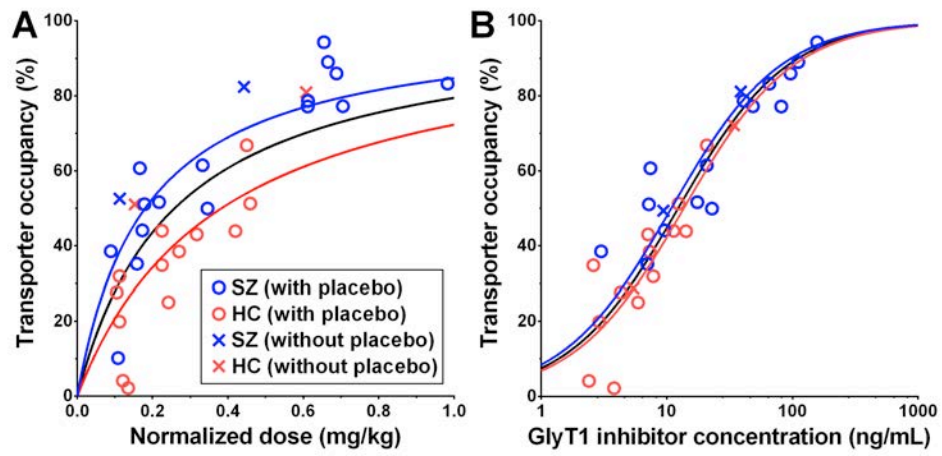 A
Transporter occupancy (%)
100
80
60
40
20
0
0.0
0.2
0.4
0.6
0.8
1.0
Normalized dose (mg/kg)
SZ (with placebo)
HC (with placebo)
SZ (without placebo)
HC (without placebo)
B
Transporter occupancy (%)
100
80
60
40
20
0
1
10
100
1000
GlyT1 inhibitor concentration (ng/mL)